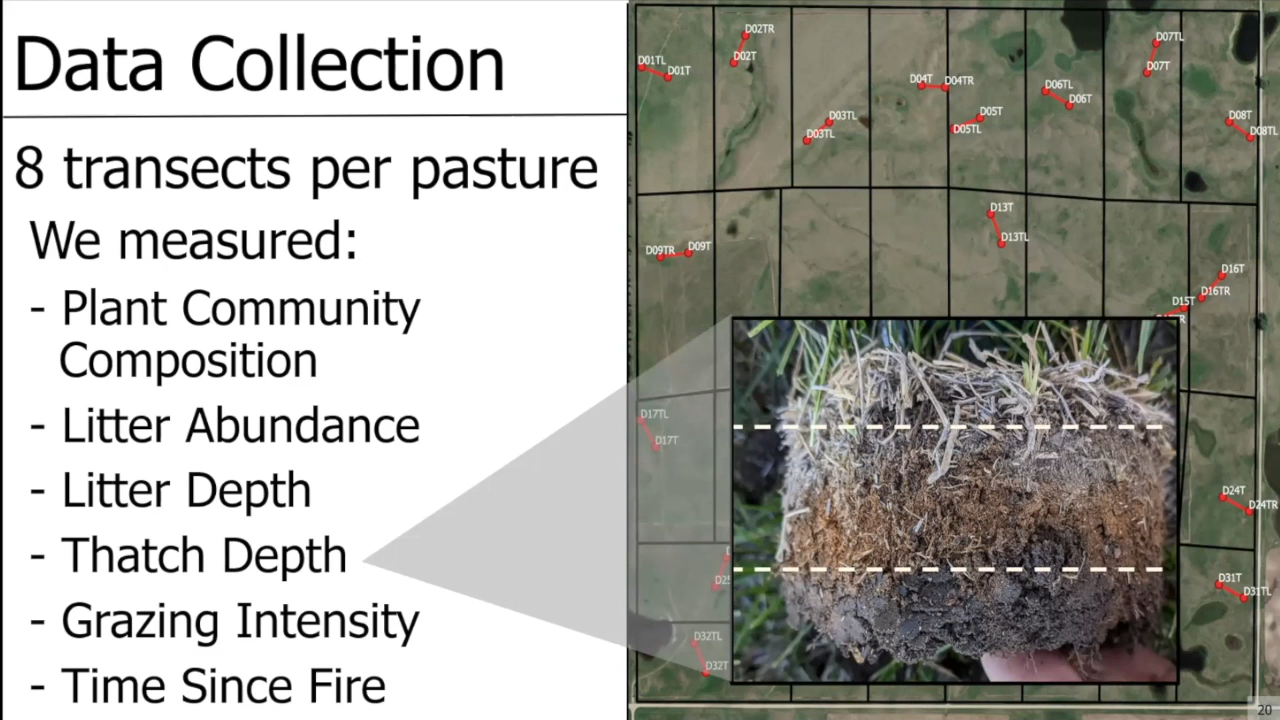 Data Collection
8 transects per pasture
We measured:
- Plant Community
Composition
- Litter Abundance
- Litter Depth
- Thatch Depth
- Grazing Intensity
- Time Since Fire
D01TL
D01T
D02TR
D02T
D03TL
D03TL
D04T
D04TR
D05T
D05TL
D06TL
D06T
D07TL
D07T
D08T
D08TL
D09TR
D09T
D13T
D13TL
D16T
D16TR
D15T
D17TL
D17T
D24T
D24TR
D31T
D31TL
D32TL
D32T
20